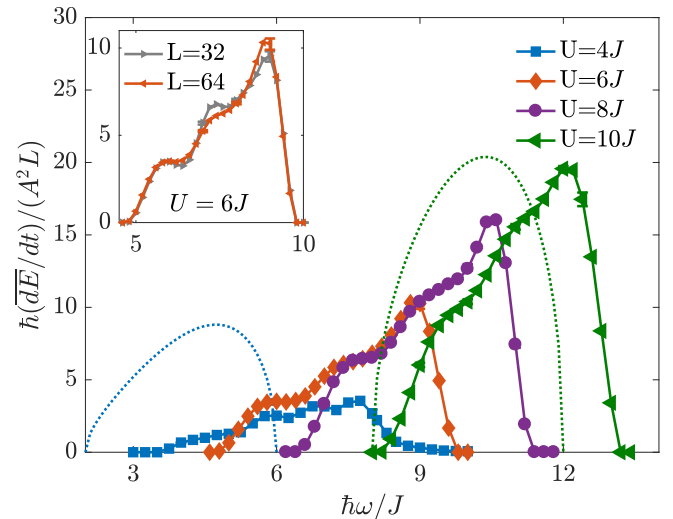 30
25
20
15
10
5
0
ℏ(dE/dt)/(A²L)
3 6 9 12
ℏω/J
U=4J
U=6J
U=8J
U=10J
10
5
0
5 10
L=32
L=64
U = 6J